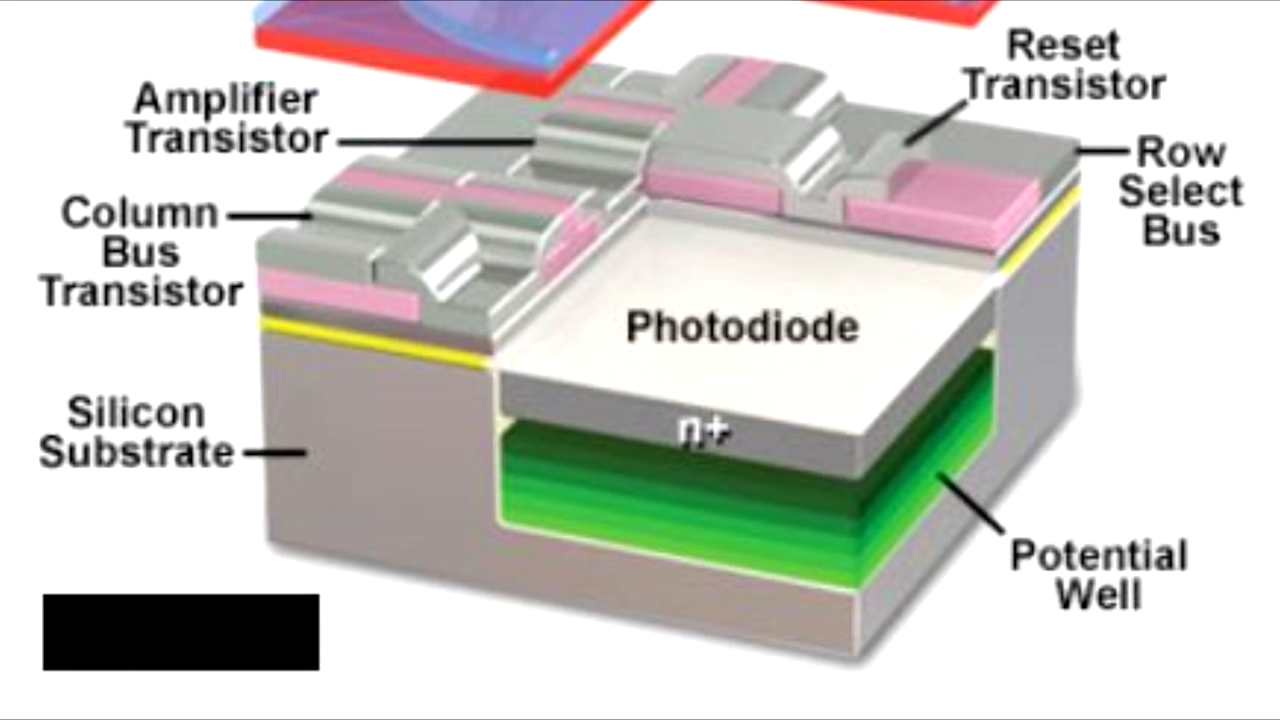 Reset
Transistor
Amplifier
Transistor
Row
Select
Bus
Column
Bus
Transistor
Photodiode
n+
Silicon
Substrate
Potential
Well